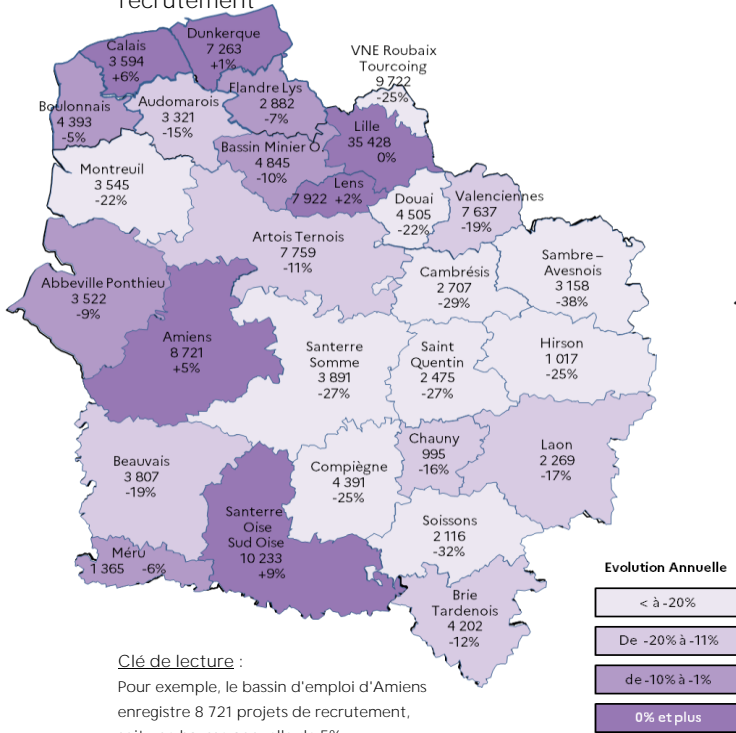 recrutement
Dunkerque
7 263
+1%
Calais
3 594
+6%
VNE Roubaix
Tourcoing
9 722
-25%
Flandre Lys
2 882
-7%
Boulonnais
4 393
-5%
Audomarois
3 321
-15%
Lille
35 428
0%
Bassin Minier
4 845
-10%
Montreuil
3 545
-22%
Lens
7 922 +2%
Douai
4 505
-22%
Valenciennes
7 637
-19%
Artois Ternois
7 759
-11%
Sambre –
Avesnois
3 158
-38%
Cambrésis
2 707
-29%
Abbeville Ponthieu
3 522
-9%
Amiens
8 721
+5%
Santerre
Somme
3 891
-27%
Saint
Quentin
2 475
-27%
Hirson
1 017
-25%
Chauny
995
-16%
Laon
2 269
-17%
Beauvais
3 807
-19%
Compiègne
4 391
-25%
Santerre
Oise
Sud Oise
10 233
+9%
Soissons
2 116
-32%
Méru
1 365 -6%
Brie
Tardenois
4 202
-12%
Evolution Annuelle
< à -20%
De -20% à -11%
de -10% à -1%
0% et plus
Clé de lecture :
Pour exemple, le bassin d'emploi d'Amiens
enregistre 8 721 projets de recrutement,